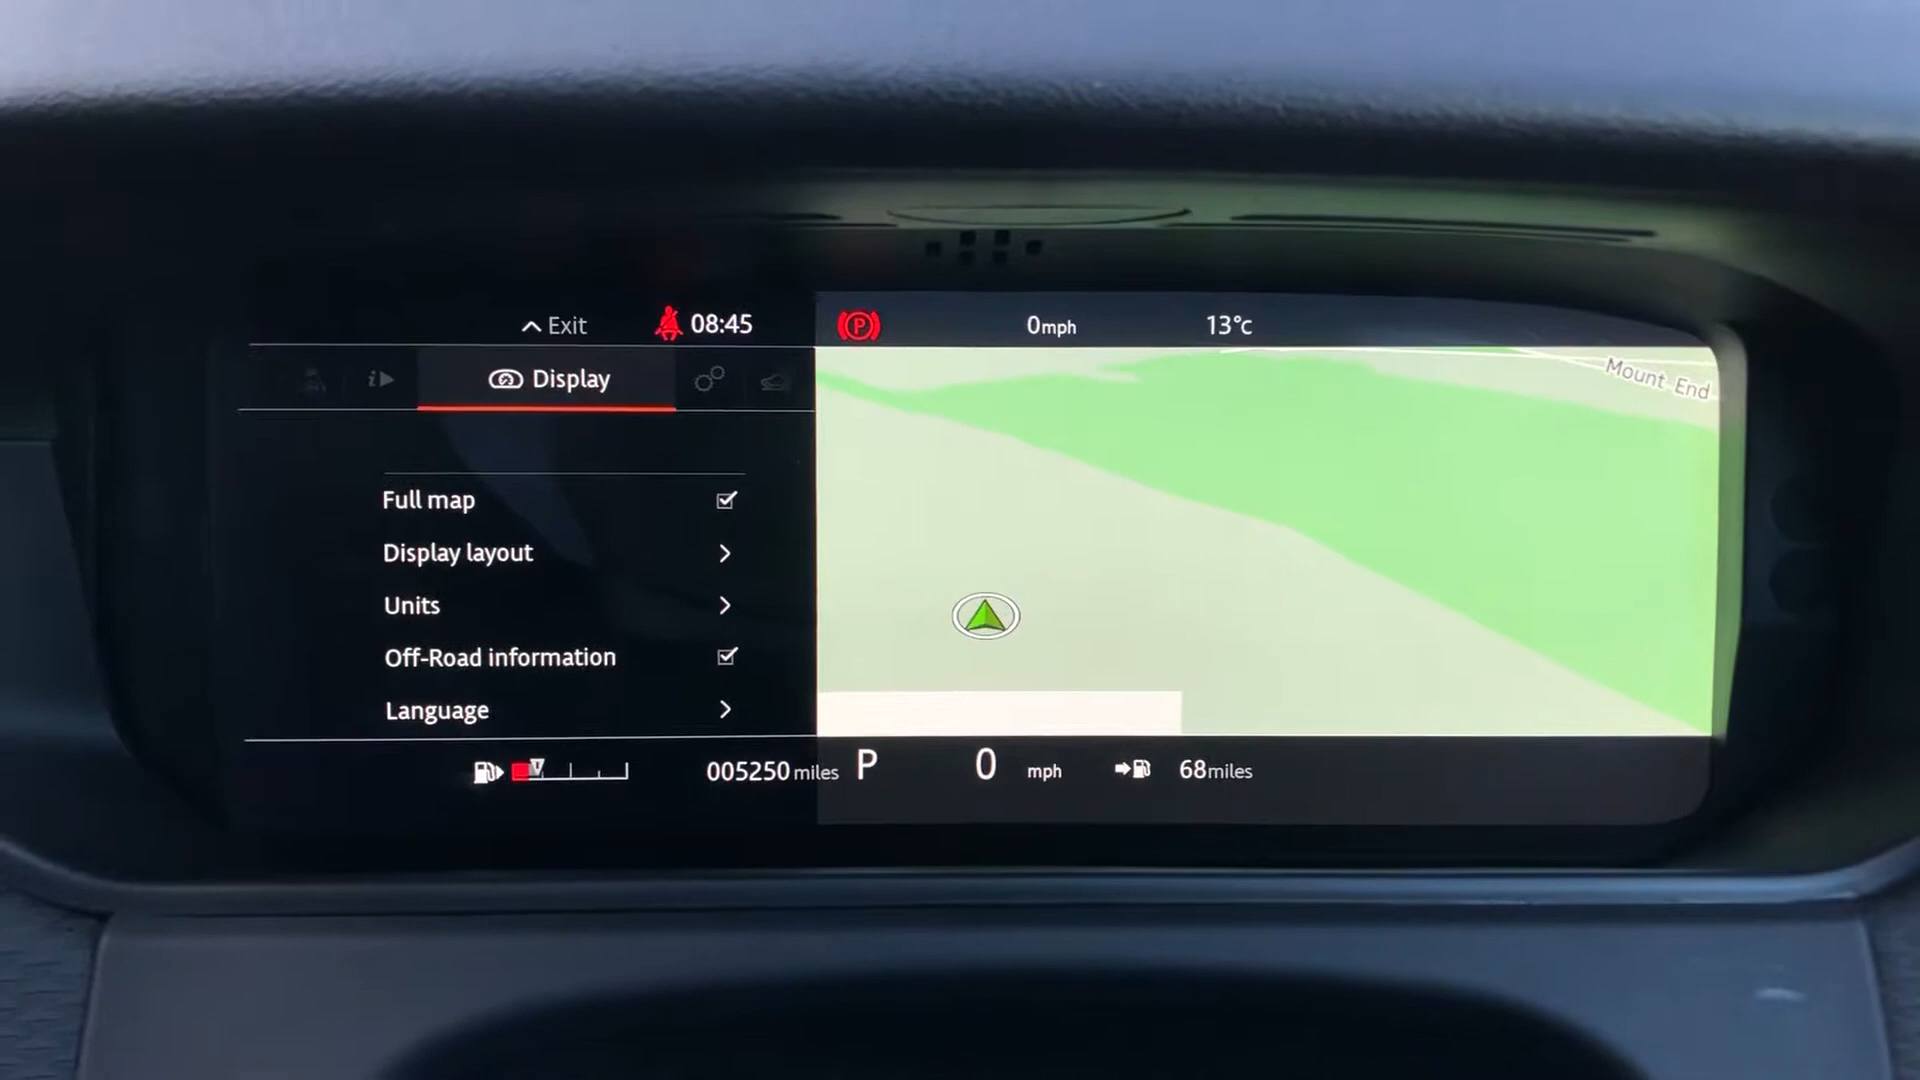 Exit
08:45
P
0mph
13°c
i
Display
Mount End
Full map
Display layout
Units
Off-Road information
Language
005250 miles
P
0 mph
68miles